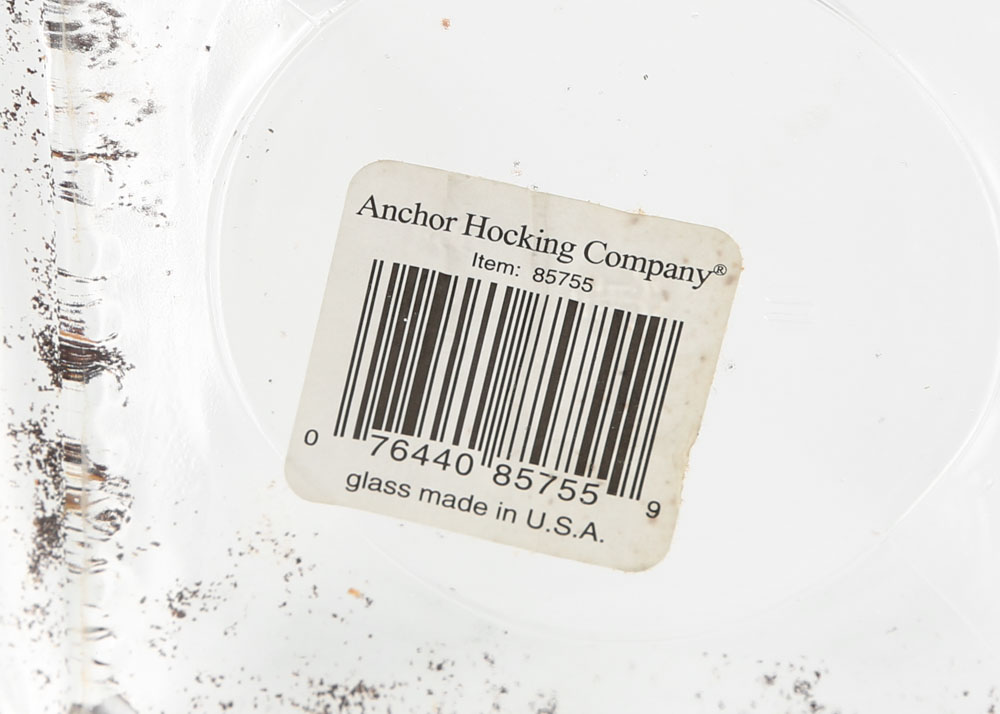 Anchor Hocking Company®
Item: 85755
0 76440 85755 9
glass made in U.S.A.